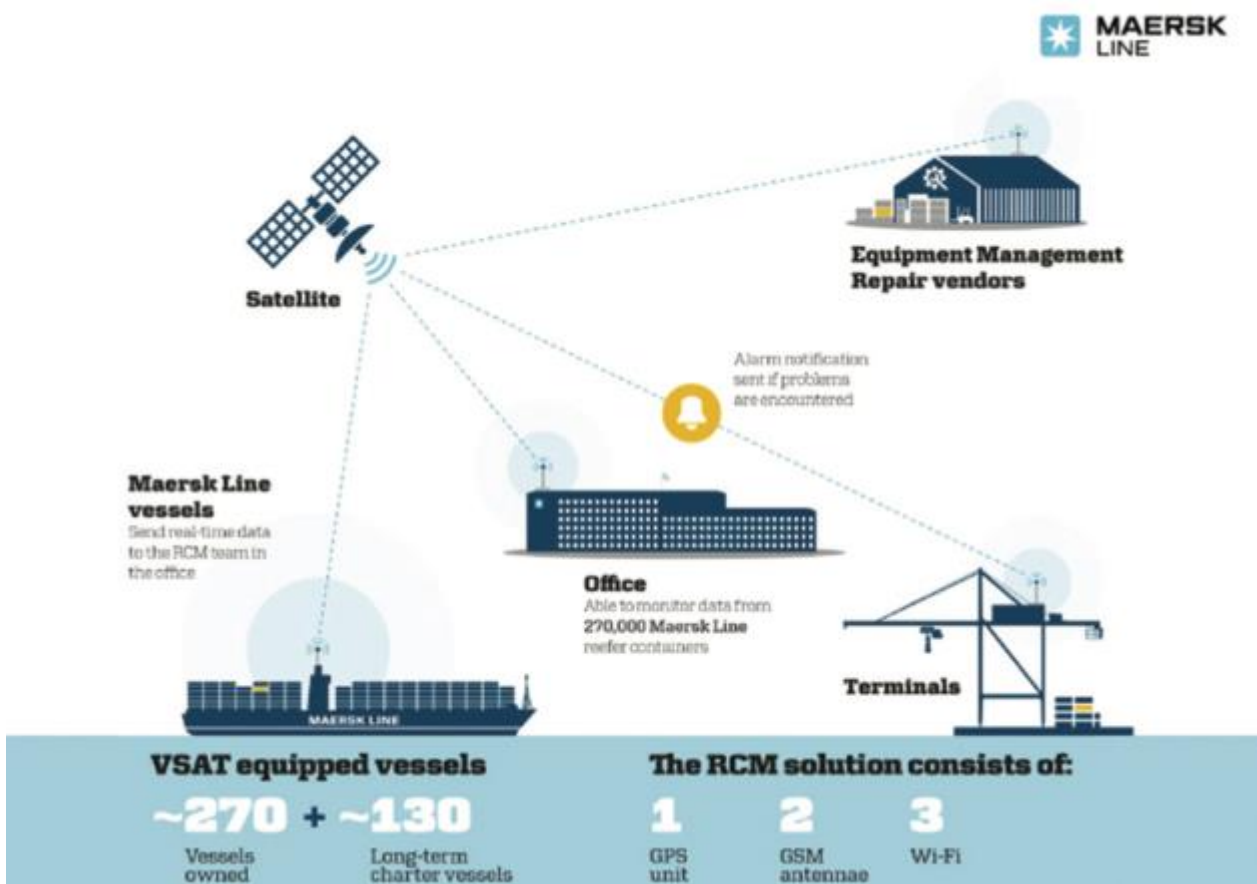 MAERSK
LINE
Satellite
Equipment Management
Repair vendors
Alarm notification
sent if problems
are encountered
Maersk Line
vessels
Send real-time data
to the RCM team in
the office
Office
Able to monitor data from
270,000 Maersk Line
reefer containers
Terminals
MAERSK LINE
VSAT equipped vessels
~270 + ~130
Vessels
owned
Long-term
charter vessels
The RCM solution consists of:
1 2 3
GPS
unit
GSM
antennae
Wi-Fi